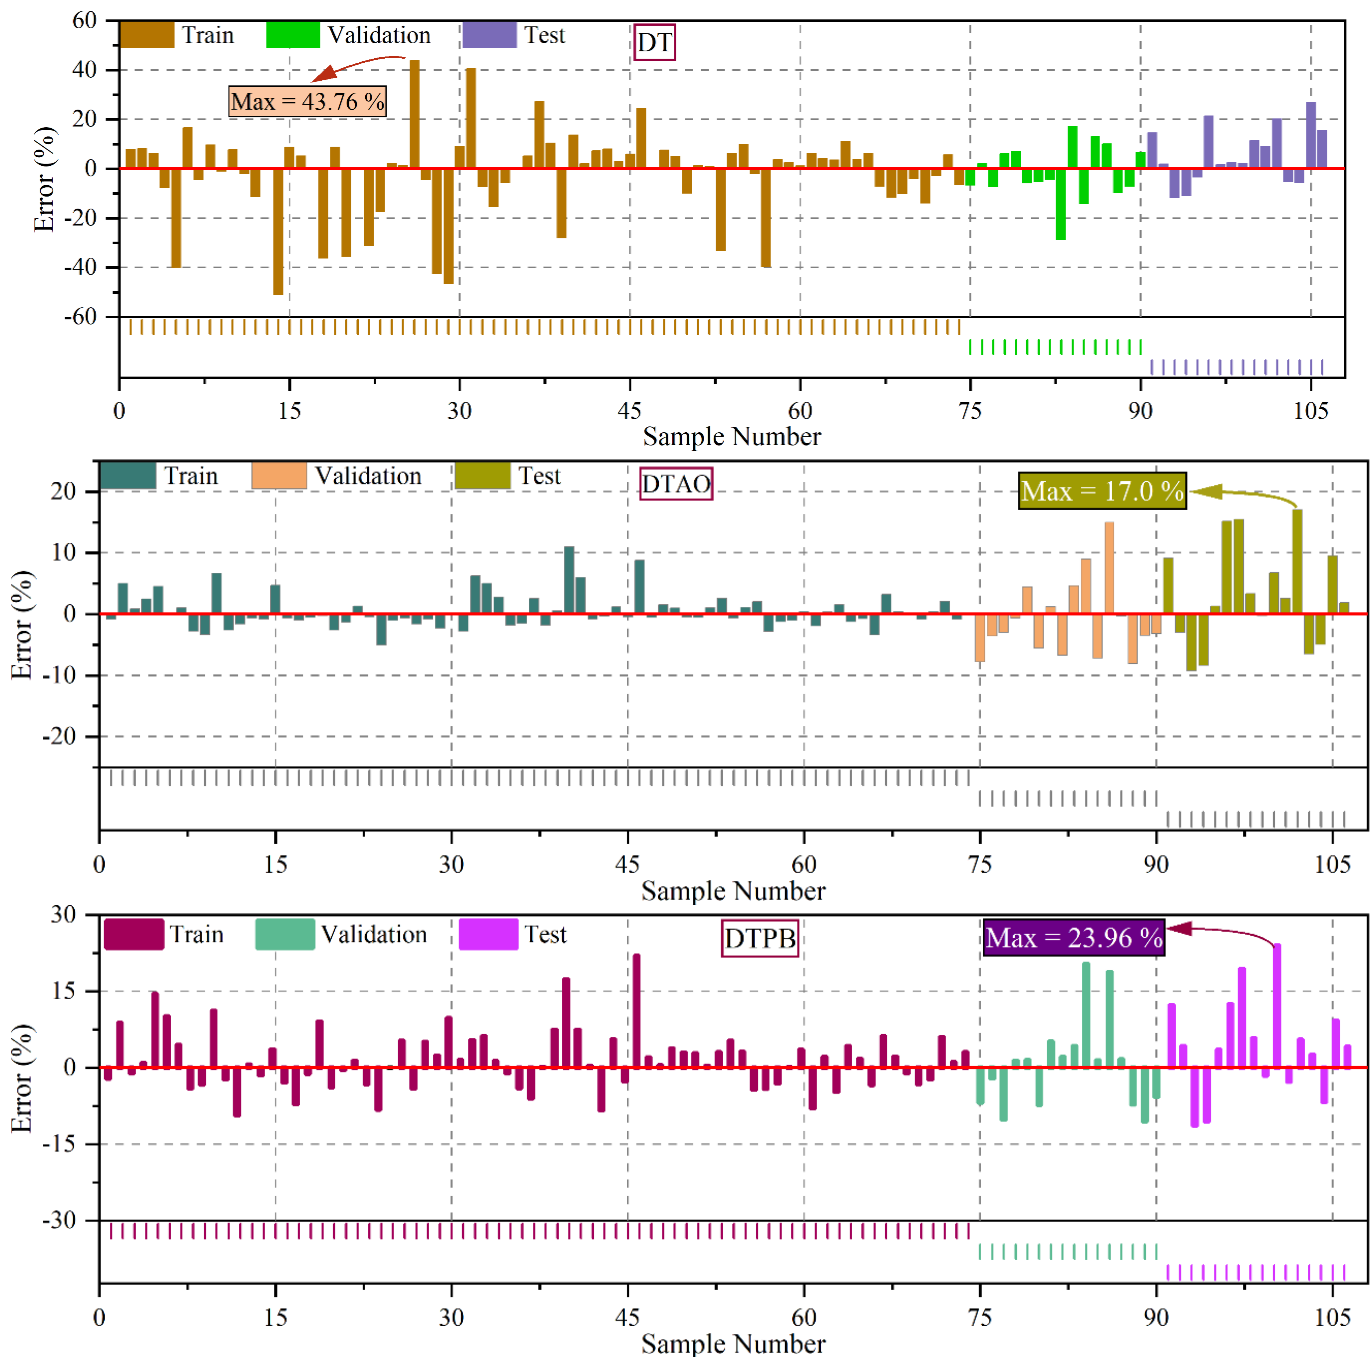 60
Train
Validation
Test
DT
40
Max = 43.76 %
20
0
-20
-40
-60
Error (%)
0 15 30 45 60 75 90 105
Sample Number
Train
Validation
Test
DTAO
Max = 17.0 %
20
10
0
-10
-20
Error (%)
0 15 30 45 60 75 90 105
Sample Number
30
Train
Validation
Test
DTPB
Max = 23.96 %
15
0
-15
-30
Error (%)
0 15 30 45 60 75 90 105
Sample Number